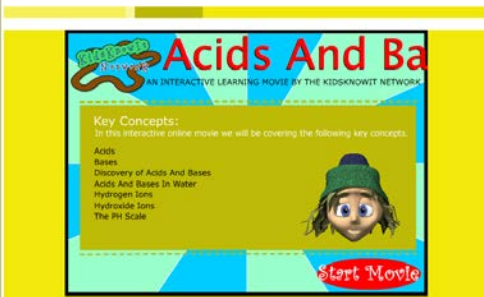 KidsKnowIt
Network
Acids And Ba
AN INTERACTIVE LEARNING MOVIE BY THE KIDSKNOWIT NETWORK
Key Concepts:
In this interactive online movie we will be covering the following key concepts.
Acids
Bases
Discovery of Acids And Bases
Acids And Bases In Water
Hydrogen Ions
Hydroxide Ions
The PH Scale
Start Movie